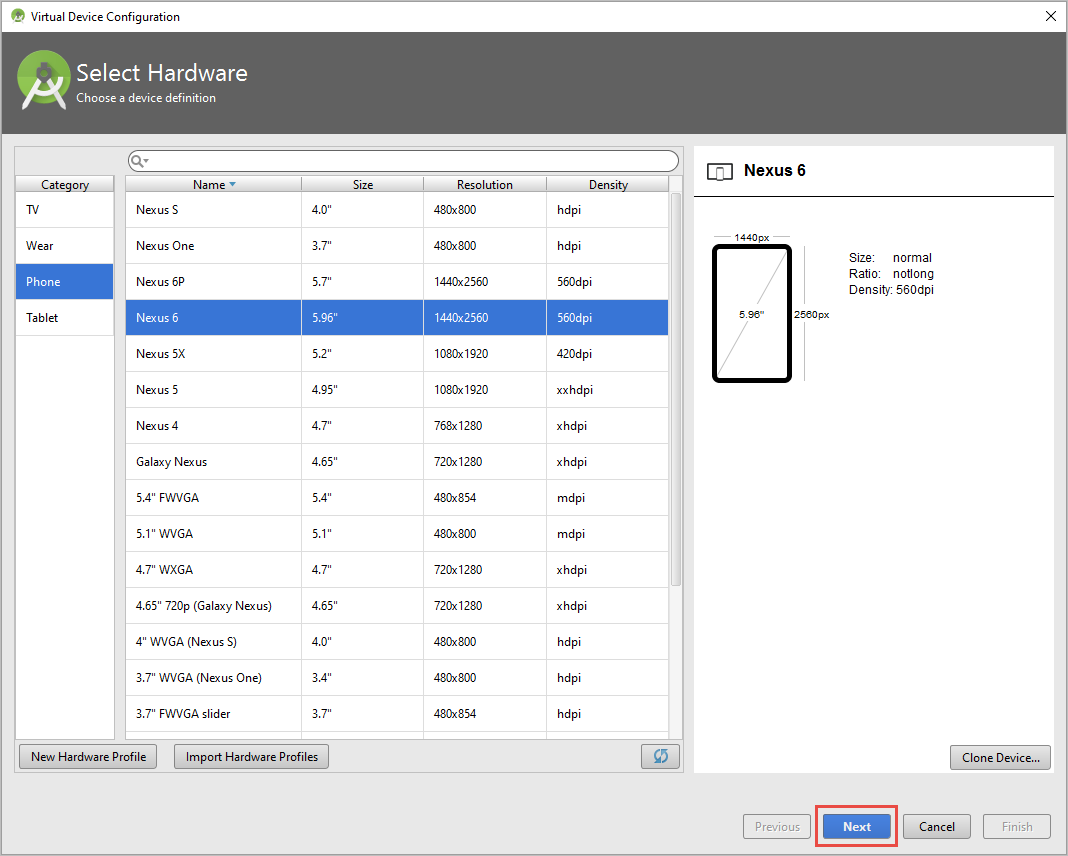 Virtual Device Configuration
Select Hardware
Choose a device definition
Category
TV
Wear
Phone
Tablet
Name Size Resolution Density
Nexus S 4.0" 480x800 hdpi
Nexus One 3.7" 480x800 hdpi
Nexus 6P 5.7" 1440x2560 560dpi
Nexus 6 5.96" 1440x2560 560dpi
Nexus 5X 5.2" 1080x1920 420dpi
Nexus 5 4.95" 1080x1920 xxhdpi
Nexus 4 4.7" 768x1280 xhdpi
Galaxy Nexus 4.65" 720x1280 xhdpi
5.4" FWVGA 5.4" 480x854 mdpi
5.1" WVGA 5.1" 480x800 mdpi
4.7" WXGA 4.7" 720x1280 xhdpi
4.65" 720p (Galaxy Nexus) 4.65" 720x1280 xhdpi
4" WVGA (Nexus S) 4.0" 480x800 hdpi
3.7" WVGA (Nexus One) 3.4" 480x800 hdpi
3.7" FWVGA slider 3.7" 480x854 hdpi
New Hardware Profile Import Hardware Profiles
Nexus 6
1440px
5.96"
2560px
Size: normal
Ratio: notlong
Density: 560dpi
Clone Device...
Previous Next Cancel Finish